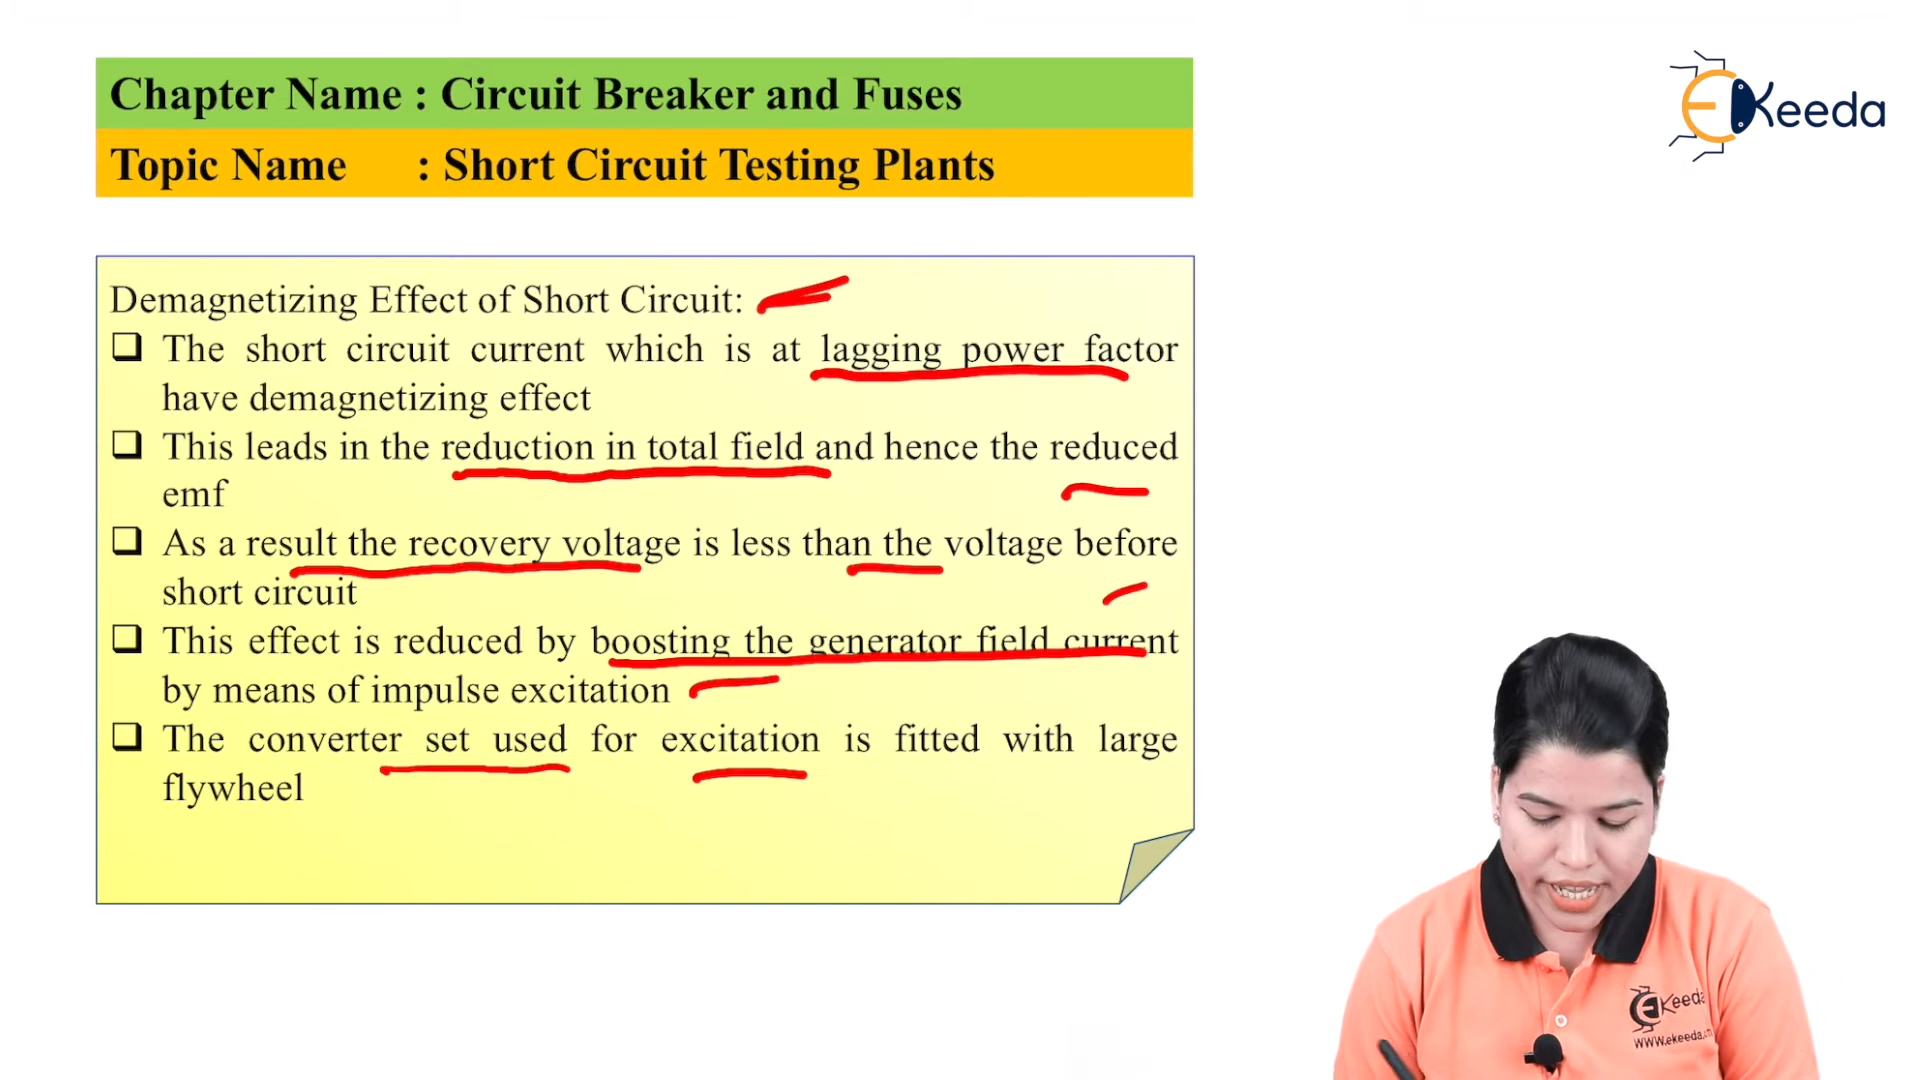 Chapter Name : Circuit Breaker and Fuses
Keeda
Topic Name : Short Circuit Testing Plants
Demagnetizing Effect of Short Circuit:
The short circuit current which is at lagging power factor
have demagnetizing effect
This leads in the reduction in total field and hence the reduced
emf
As a result the recovery voltage is less than the voltage before
short circuit
This effect is reduced by boosting the generator field current
by means of impulse excitation
The converter set used for excitation is fitted with large
flywheel
Keeda